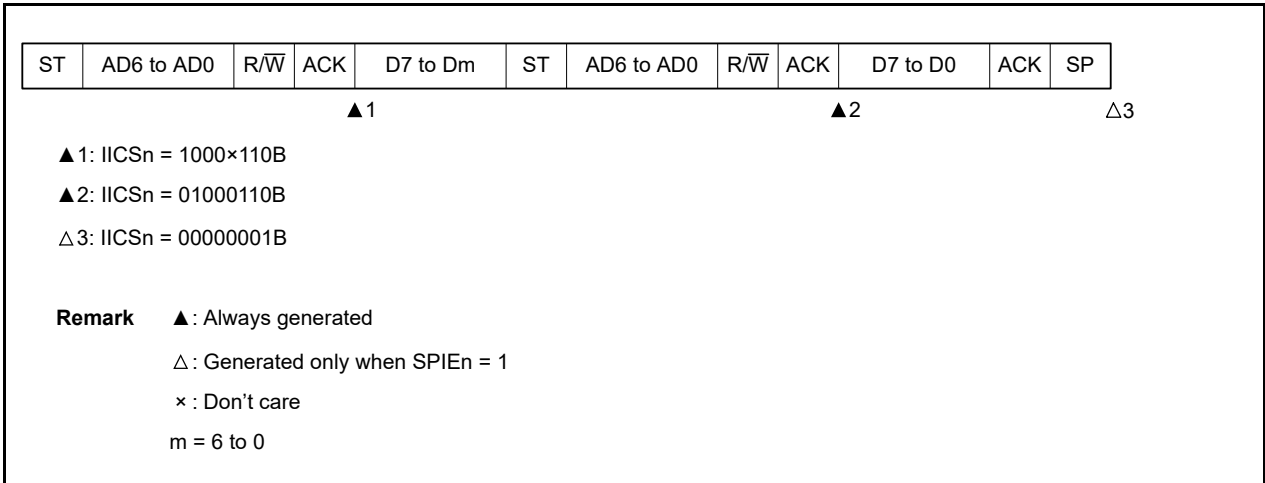 ST AD6 to AD0 R/W̅ ACK D7 to Dm ST AD6 to AD0 R/W̅ ACK D7 to D0 ACK SP
▲1 ▲2 △3
▲1: IICSn = 1000×110B
▲2: IICSn = 01000110B
△3: IICSn = 00000001B
Remark ▲: Always generated
△: Generated only when SPIEn = 1
×: Don't care
m = 6 to 0